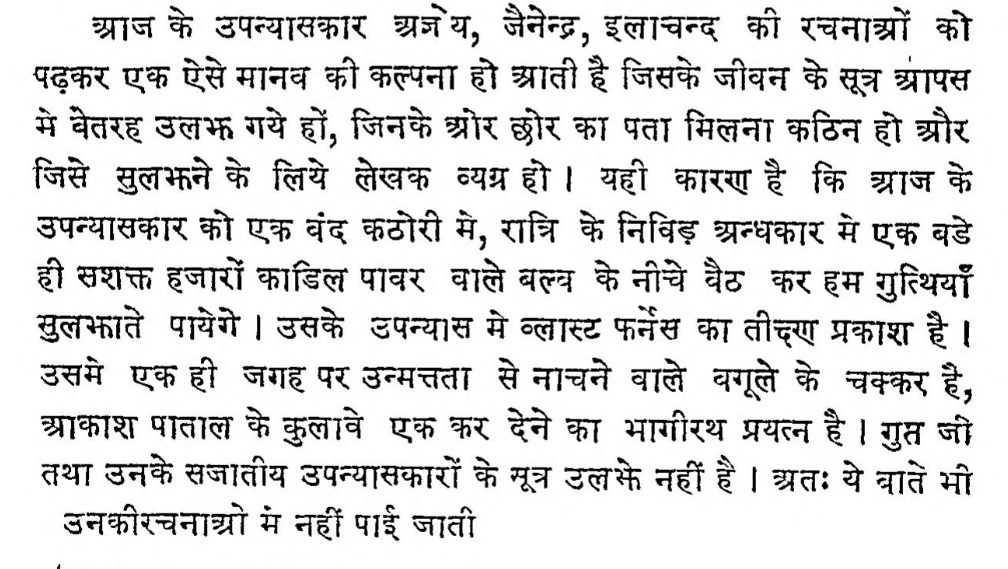 आज के उपन्यासकार अज्ञेय, जैनेन्द्र, इलाचन्द की रचनाओं को
पढ़कर एक ऐसे मानव की कल्पना हो आती है जिसके जीवन के सूत्र आपस
मे वेतरह उलझ गये हों, जिनके ओर छोर का पता मिलना कठिन हो और
जिसे सुलझने के लिये लेखक व्यग्र हो । यही कारण है कि आज के
उपन्यासकार को एक वंद कठोरी मे, रात्रि के निविड़ अन्धकार मे एक वडे
ही सशक्त हजारों काडिल पावर वाले बल्व के नीचे वैठ कर हम गुत्थियाँ
सुलझाते पायेगे । उसके उपन्यास मे व्लास्ट फर्नेस का तीक्ष्ण प्रकाश है ।
उसमे एक ही जगह पर उन्मत्तता से नाचने वाले वगूले के चक्कर है,
आकाश पाताल के कुलावे एक कर देने का भागीरथ प्रयत्न है । गुप्त जी
तथा उनके सजातीय उपन्यासकारों के सूत्र उलझे नहीं है । अतः ये वाते भी
उनकीरचनाओ में नहीं पाई जाती